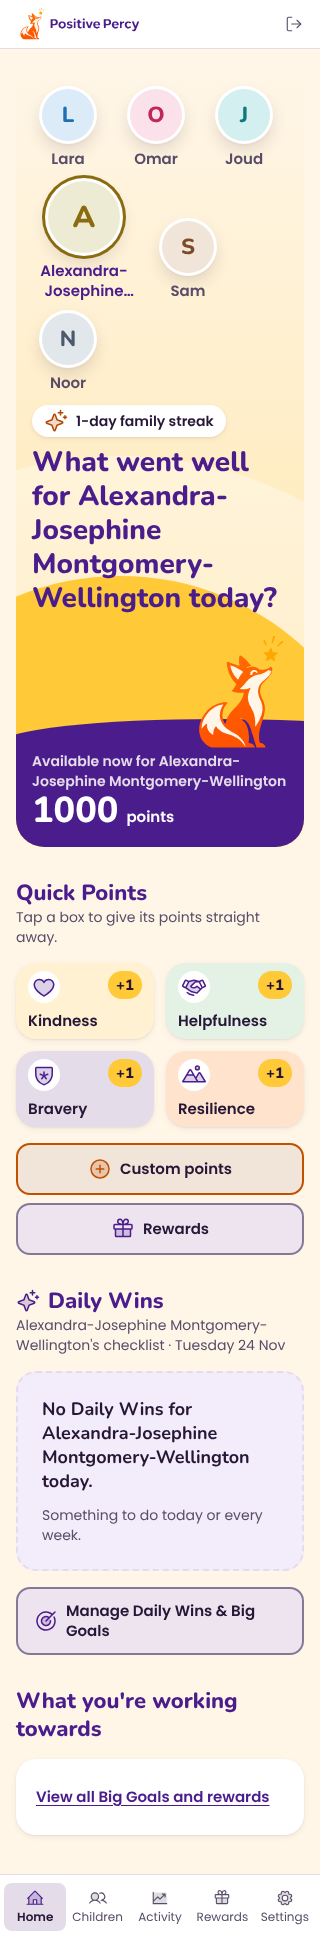 Positive Percy
L
O
J
Lara
Omar
Joud
A
S
Alexandra-
Josephine...
Sam
N
Noor
1-day family streak
What went well
for Alexandra-
Josephine
Montgomery-
Wellington today?
Available now for Alexandra-
Josephine Montgomery-Wellington
1000 points
Quick Points
Tap a box to give its points straight
away.
+1
Kindness
+1
Helpfulness
+1
Bravery
+1
Resilience
Custom points
Rewards
Daily Wins
Alexandra-Josephine Montgomery-
Wellington's checklist · Tuesday 24 Nov
No Daily Wins for
Alexandra-Josephine
Montgomery-Wellington
today.
Something to do today or every
week.
Manage Daily Wins & Big
Goals
What you're working
towards
View all Big Goals and rewards
Home
Children
Activity
Rewards
Settings